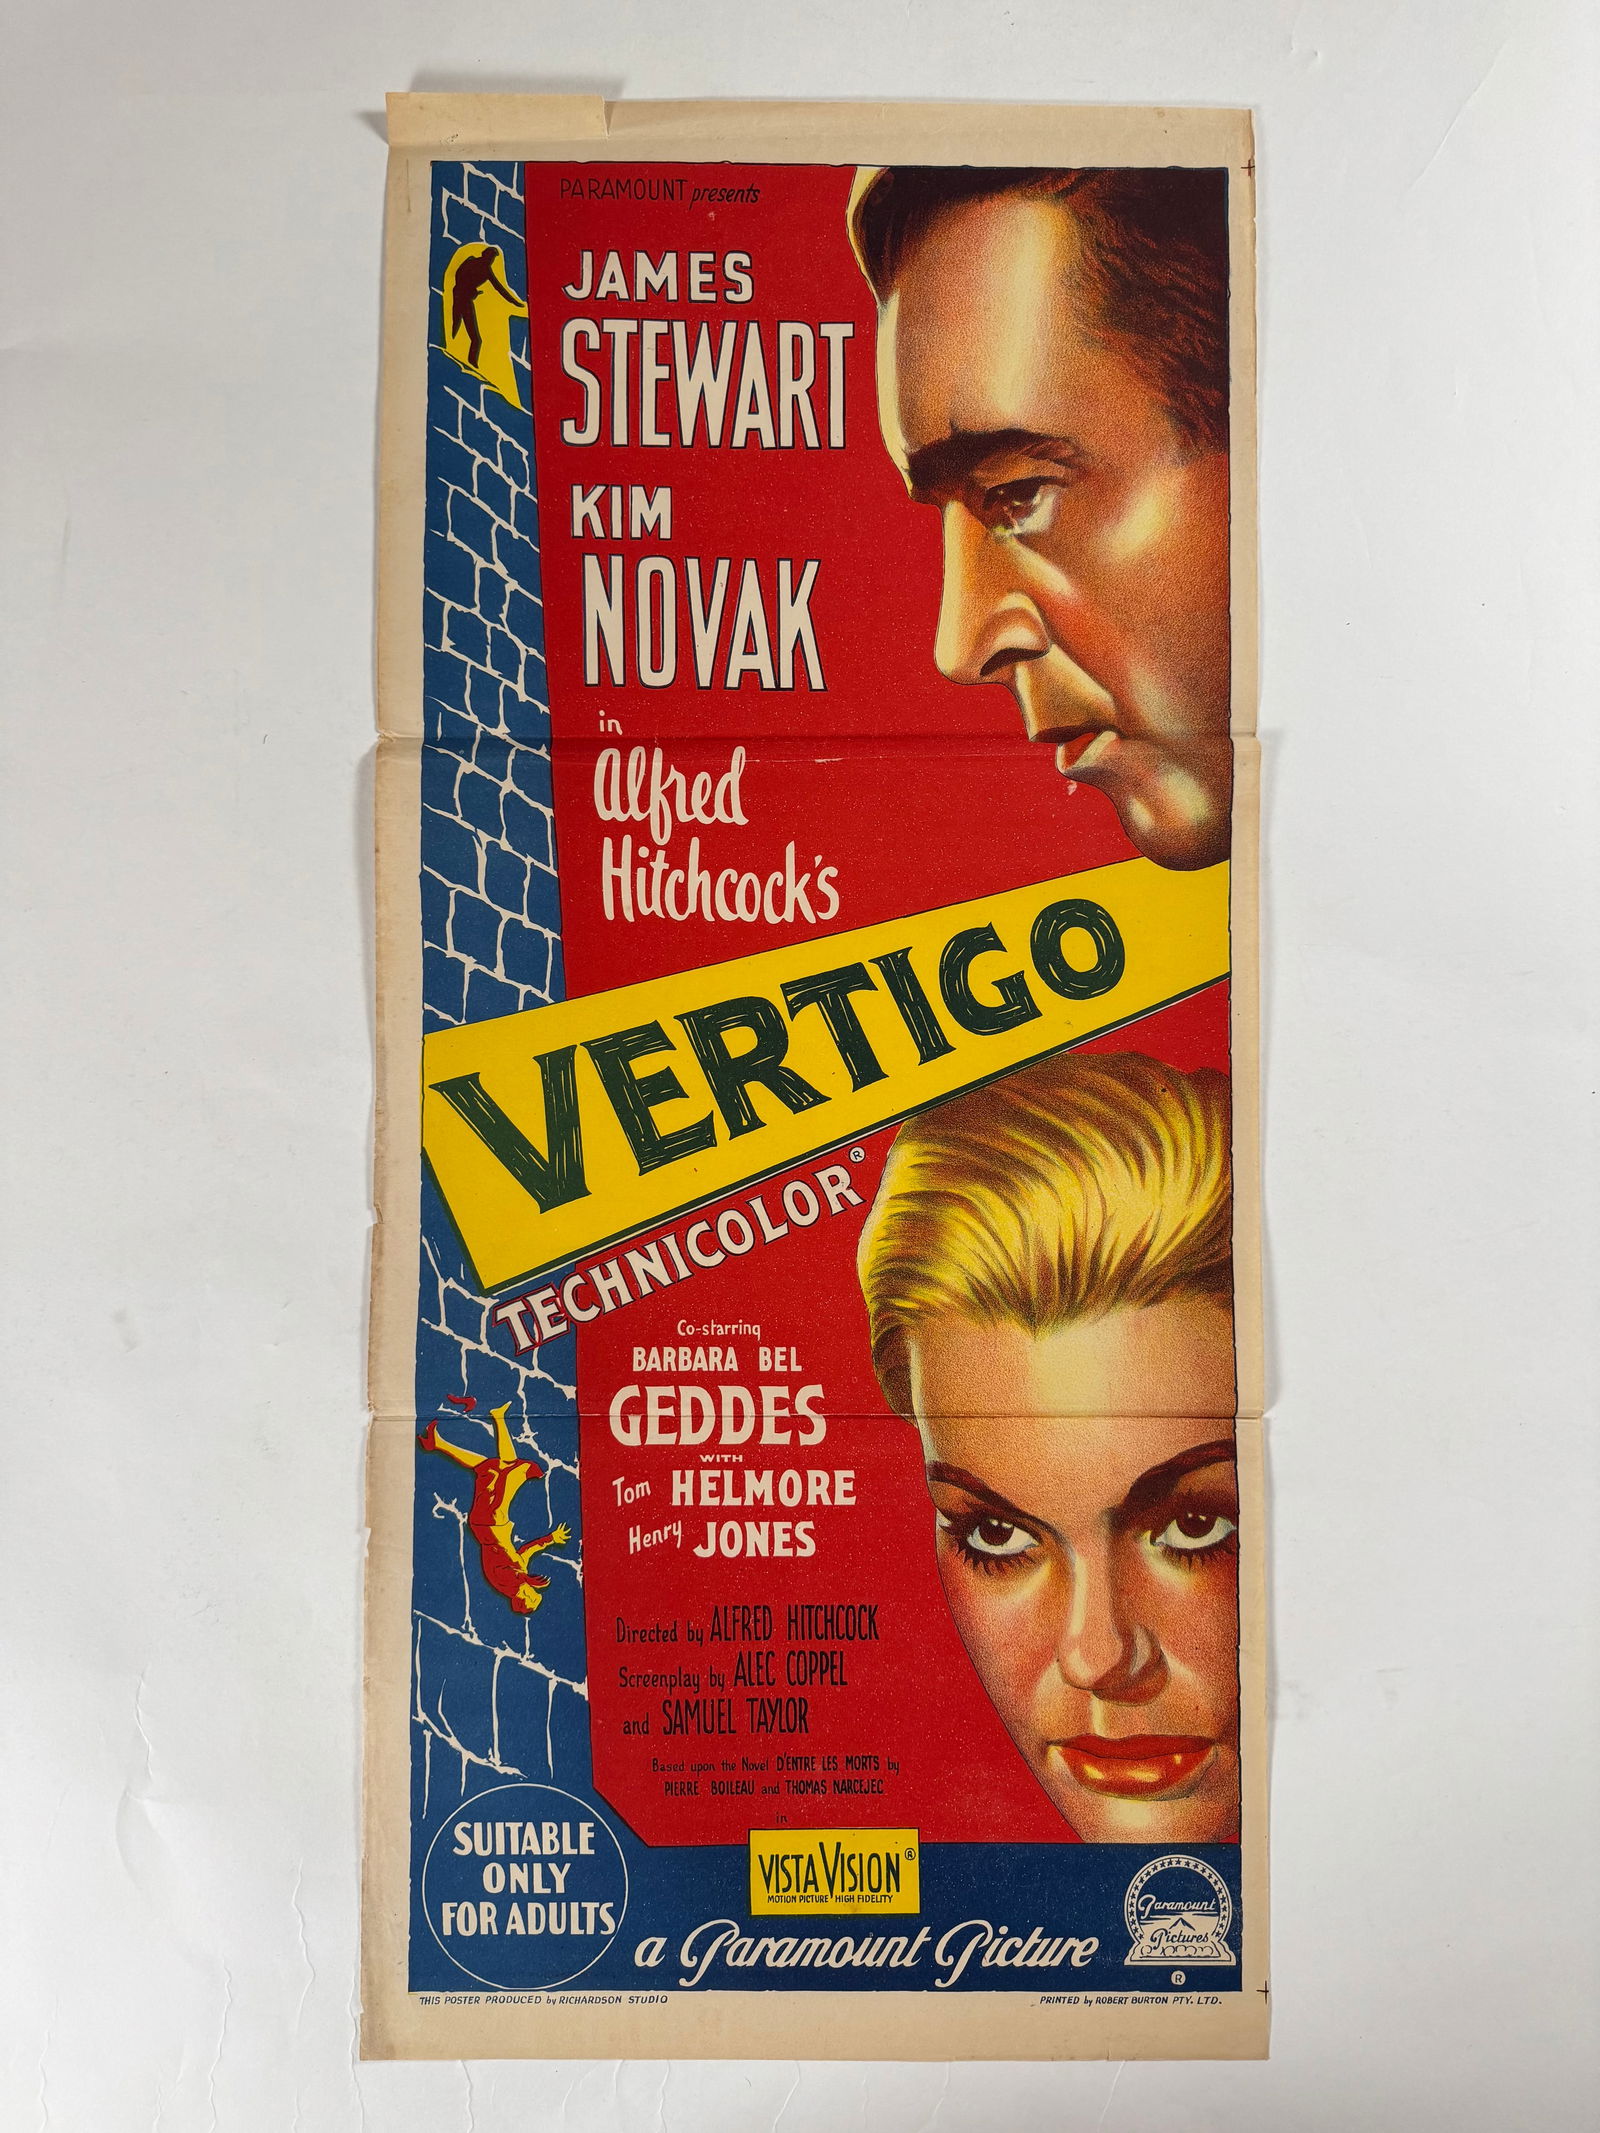 PARAMOUNT presents
JAMES
STEWART
KIM
NOVAK
in
Alfred
Hitchcock's
VERTIGO
TECHNICOLOR®
Co-starring
BARBARA BEL
GEDDES
WITH
Tom HELMORE
Henry JONES
Directed by ALFRED HITCHCOCK
Screenplay by ALEC COPPEL
and SAMUEL TAYLOR
Based upon the Novel D'ENTRE LES MORTS by
PIERRE BOILEAU and THOMAS NARCEJEC
in
VISTAVISION®
MOTION PICTURE HIGH FIDELITY
SUITABLE
ONLY
FOR ADULTS
a Paramount Picture
Paramount
Pictures
®
THIS POSTER PRODUCED by RICHARDSON STUDIO
PRINTED by ROBERT BURTON PTY. LTD.